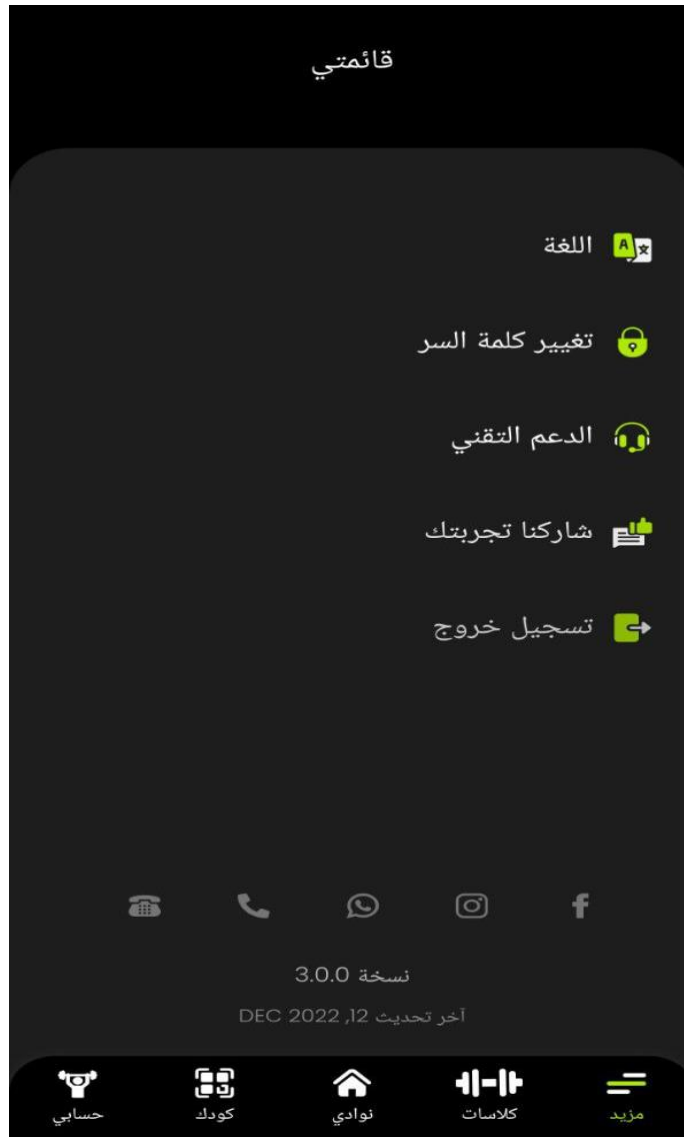 قائمتي
اللغة
تغيير كلمة السر
الدعم التقني
شاركنا تجربتك
تسجيل خروج
نسخة 3.0.0
آخر تحديث 12, DEC 2022
مزيد
كلاسات
نوادي
كودك
حسابي